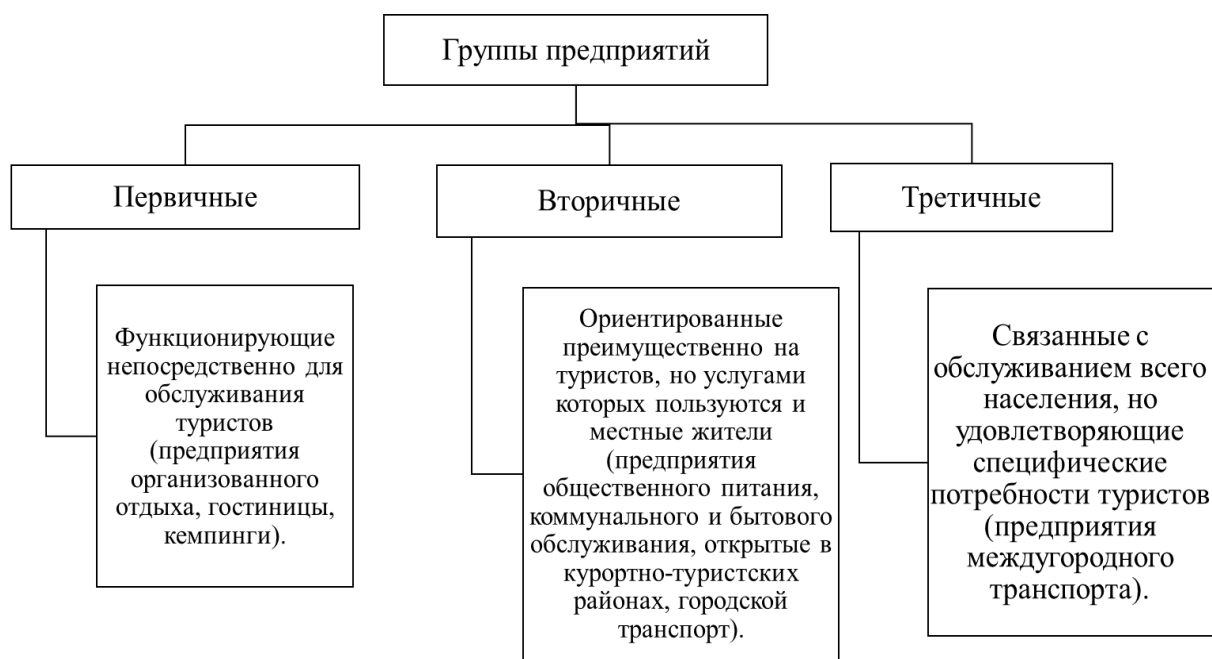 Группы предприятий
Первичные
Вторичные
Третичные
Функционирующие
непосредственно для
обслуживания
туристов
(предприятия
организованного
отдыха, гостиницы,
кемпинги).
Ориентированные
преимущественно на
туристов, но услугами
которых пользуются и
местные жители
(предприятия
общественного питания,
коммунального и бытового
обслуживания, открытые в
курортно-туристских
районах, городской
транспорт).
Связанные с
обслуживанием всего
населения, но
удовлетворяющие
специфические
потребности туристов
(предприятия
междугородного
транспорта).